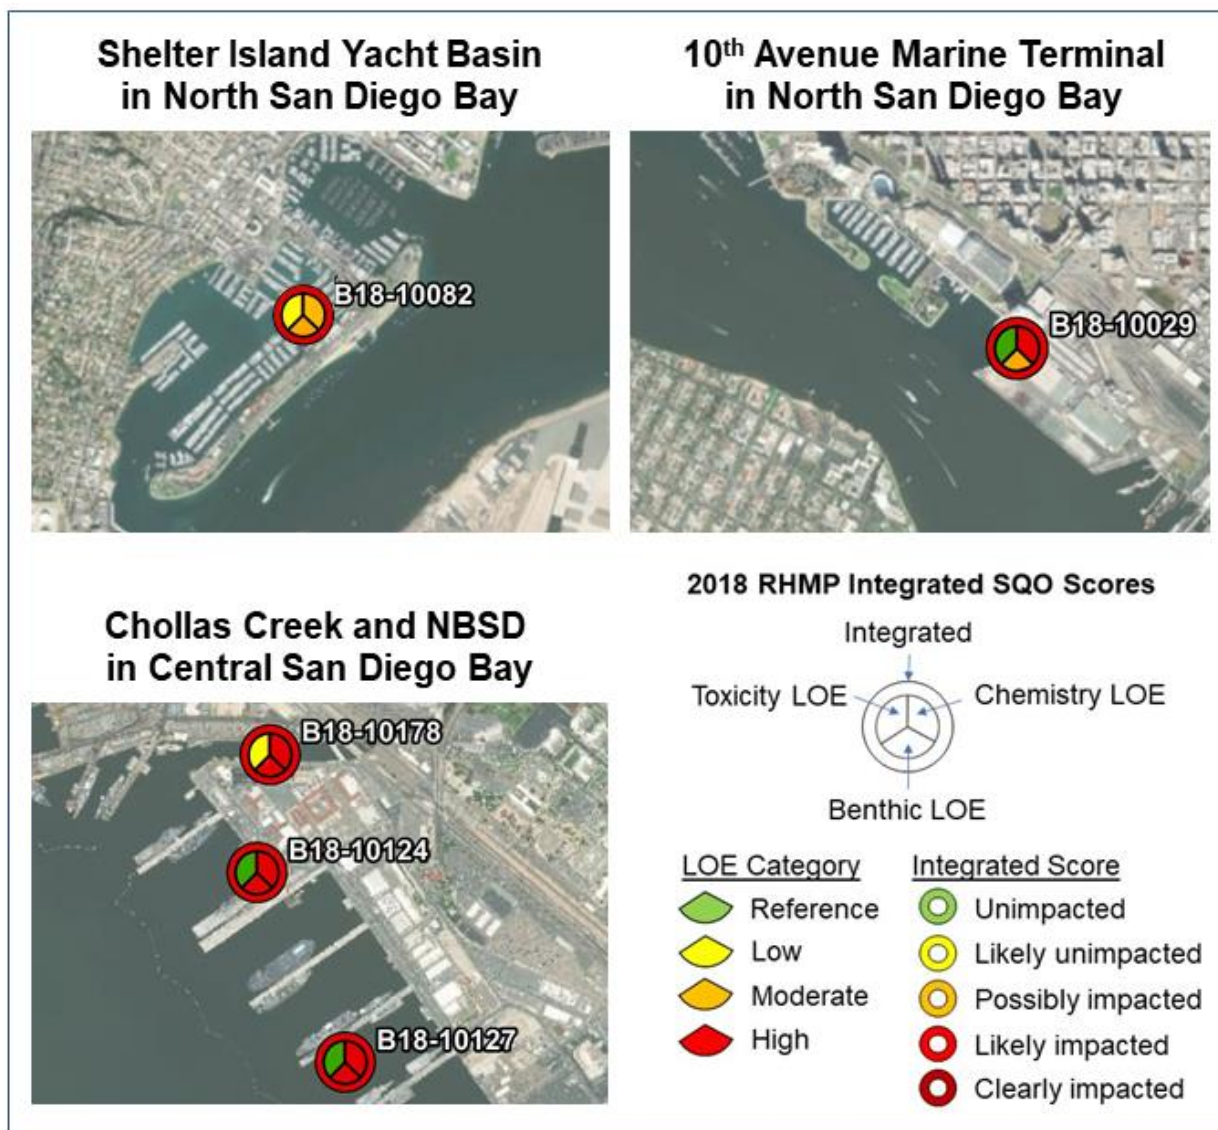 Shelter Island Yacht Basin
in North San Diego Bay
10th Avenue Marine Terminal
in North San Diego Bay
B18-10082
B18-10029
Chollas Creek and NBSD
in Central San Diego Bay
B18-10178
B18-10124
B18-10127
2018 RHMP Integrated SQO Scores
Integrated
Toxicity LOE
Chemistry LOE
Benthic LOE
LOE Category
Reference
Low
Moderate
High
Integrated Score
Unimpacted
Likely unimpacted
Possibly impacted
Likely impacted
Clearly impacted